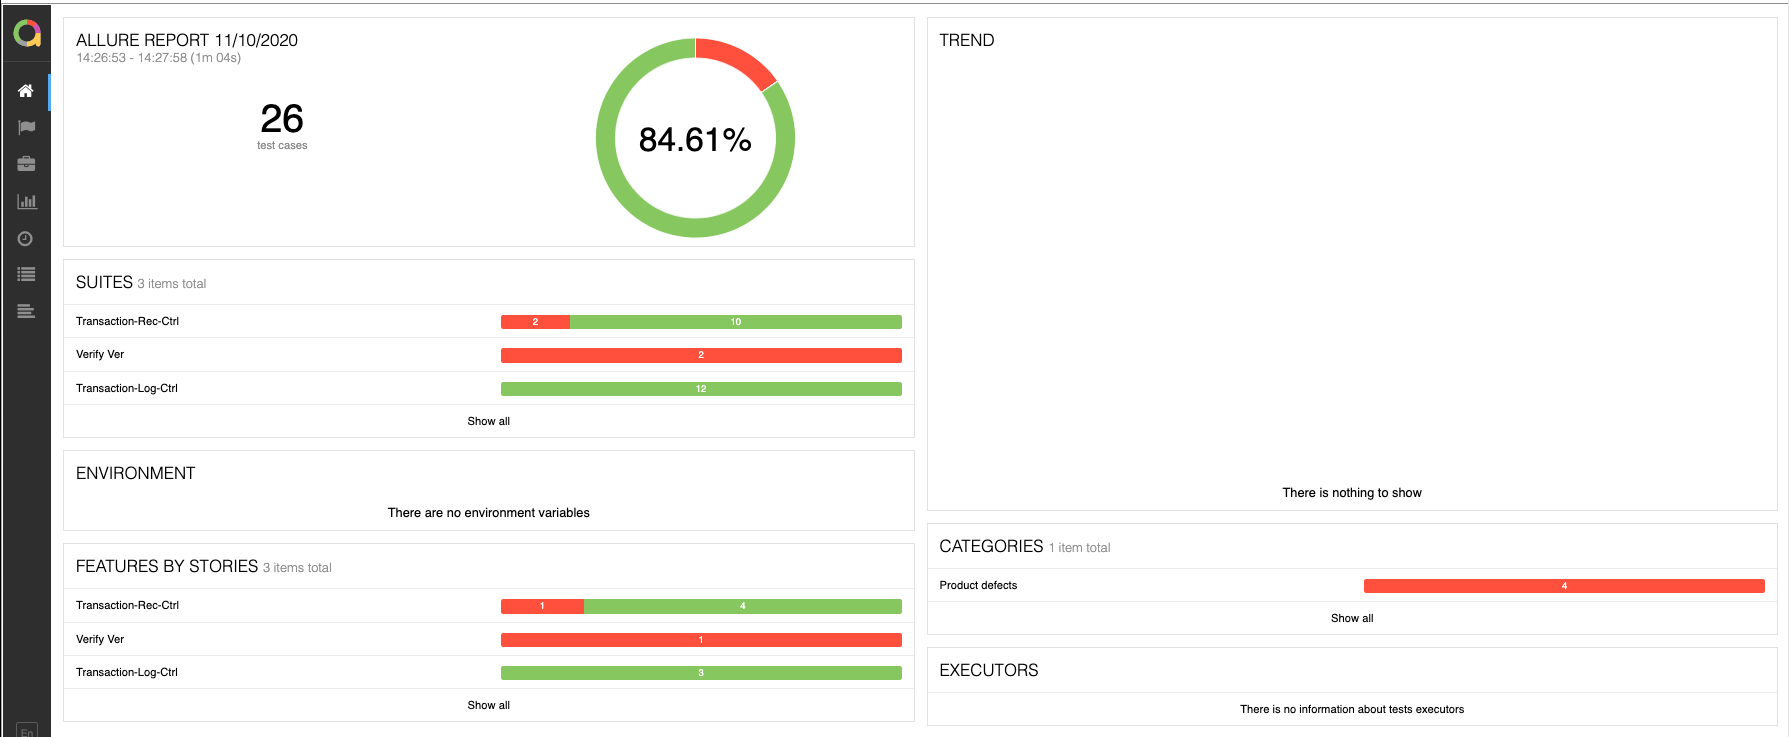 ALLURE REPORT 11/10/2020
14:26:53 - 14:27:58 (1m 04s)
26
test cases
84.61%
SUITES 3 items total
Transaction-Rec-Ctrl 2 10
Verify Ver 2
Transaction-Log-Ctrl 12
Show all
ENVIRONMENT
There are no environment variables
FEATURES BY STORIES 3 items total
Transaction-Rec-Ctrl 1 4
Verify Ver 1
Transaction-Log-Ctrl 3
Show all
TREND
There is nothing to show
CATEGORIES 1 item total
Product defects 4
Show all
EXECUTORS
There is no information about tests executors
En